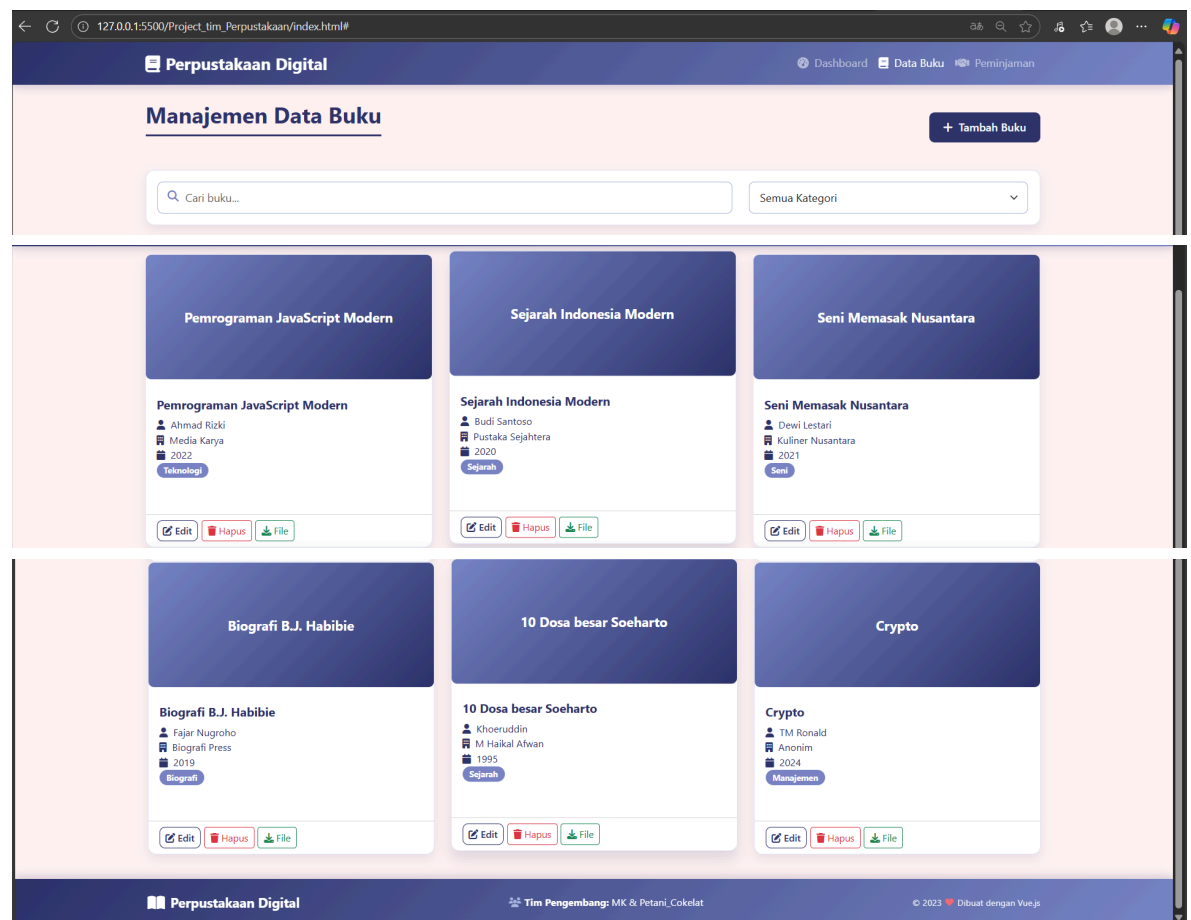 127.0.0.1:5500/Project_tim_Perpustakaan/index.html#
Perpustakaan Digital
Dashboard Data Buku Peminjaman
Manajemen Data Buku
+ Tambah Buku
Cari buku...
Semua Kategori
Pemrograman JavaScript Modern
Pemrograman JavaScript Modern
Ahmad Rizki
Media Karya
2022
Teknologi
Edit Hapus File
Sejarah Indonesia Modern
Sejarah Indonesia Modern
Budi Santoso
Pustaka Sejahtera
2020
Sejarah
Edit Hapus File
Seni Memasak Nusantara
Seni Memasak Nusantara
Dewi Lestari
Kuliner Nusantara
2021
Seni
Edit Hapus File
Biografi B.J. Habibie
Biografi B.J. Habibie
Fajar Nugroho
Biografi Press
2019
Biografi
Edit Hapus File
10 Dosa besar Soeharto
10 Dosa besar Soeharto
Khoeruddin
M Haikal Afwan
1995
Sejarah
Edit Hapus File
Crypto
Crypto
TM Ronald
Anonim
2024
Manajemen
Edit Hapus File
Perpustakaan Digital
Tim Pengembang: MK & Petani_Cokelat
© 2023 ❤ Dibuat dengan Vue.js